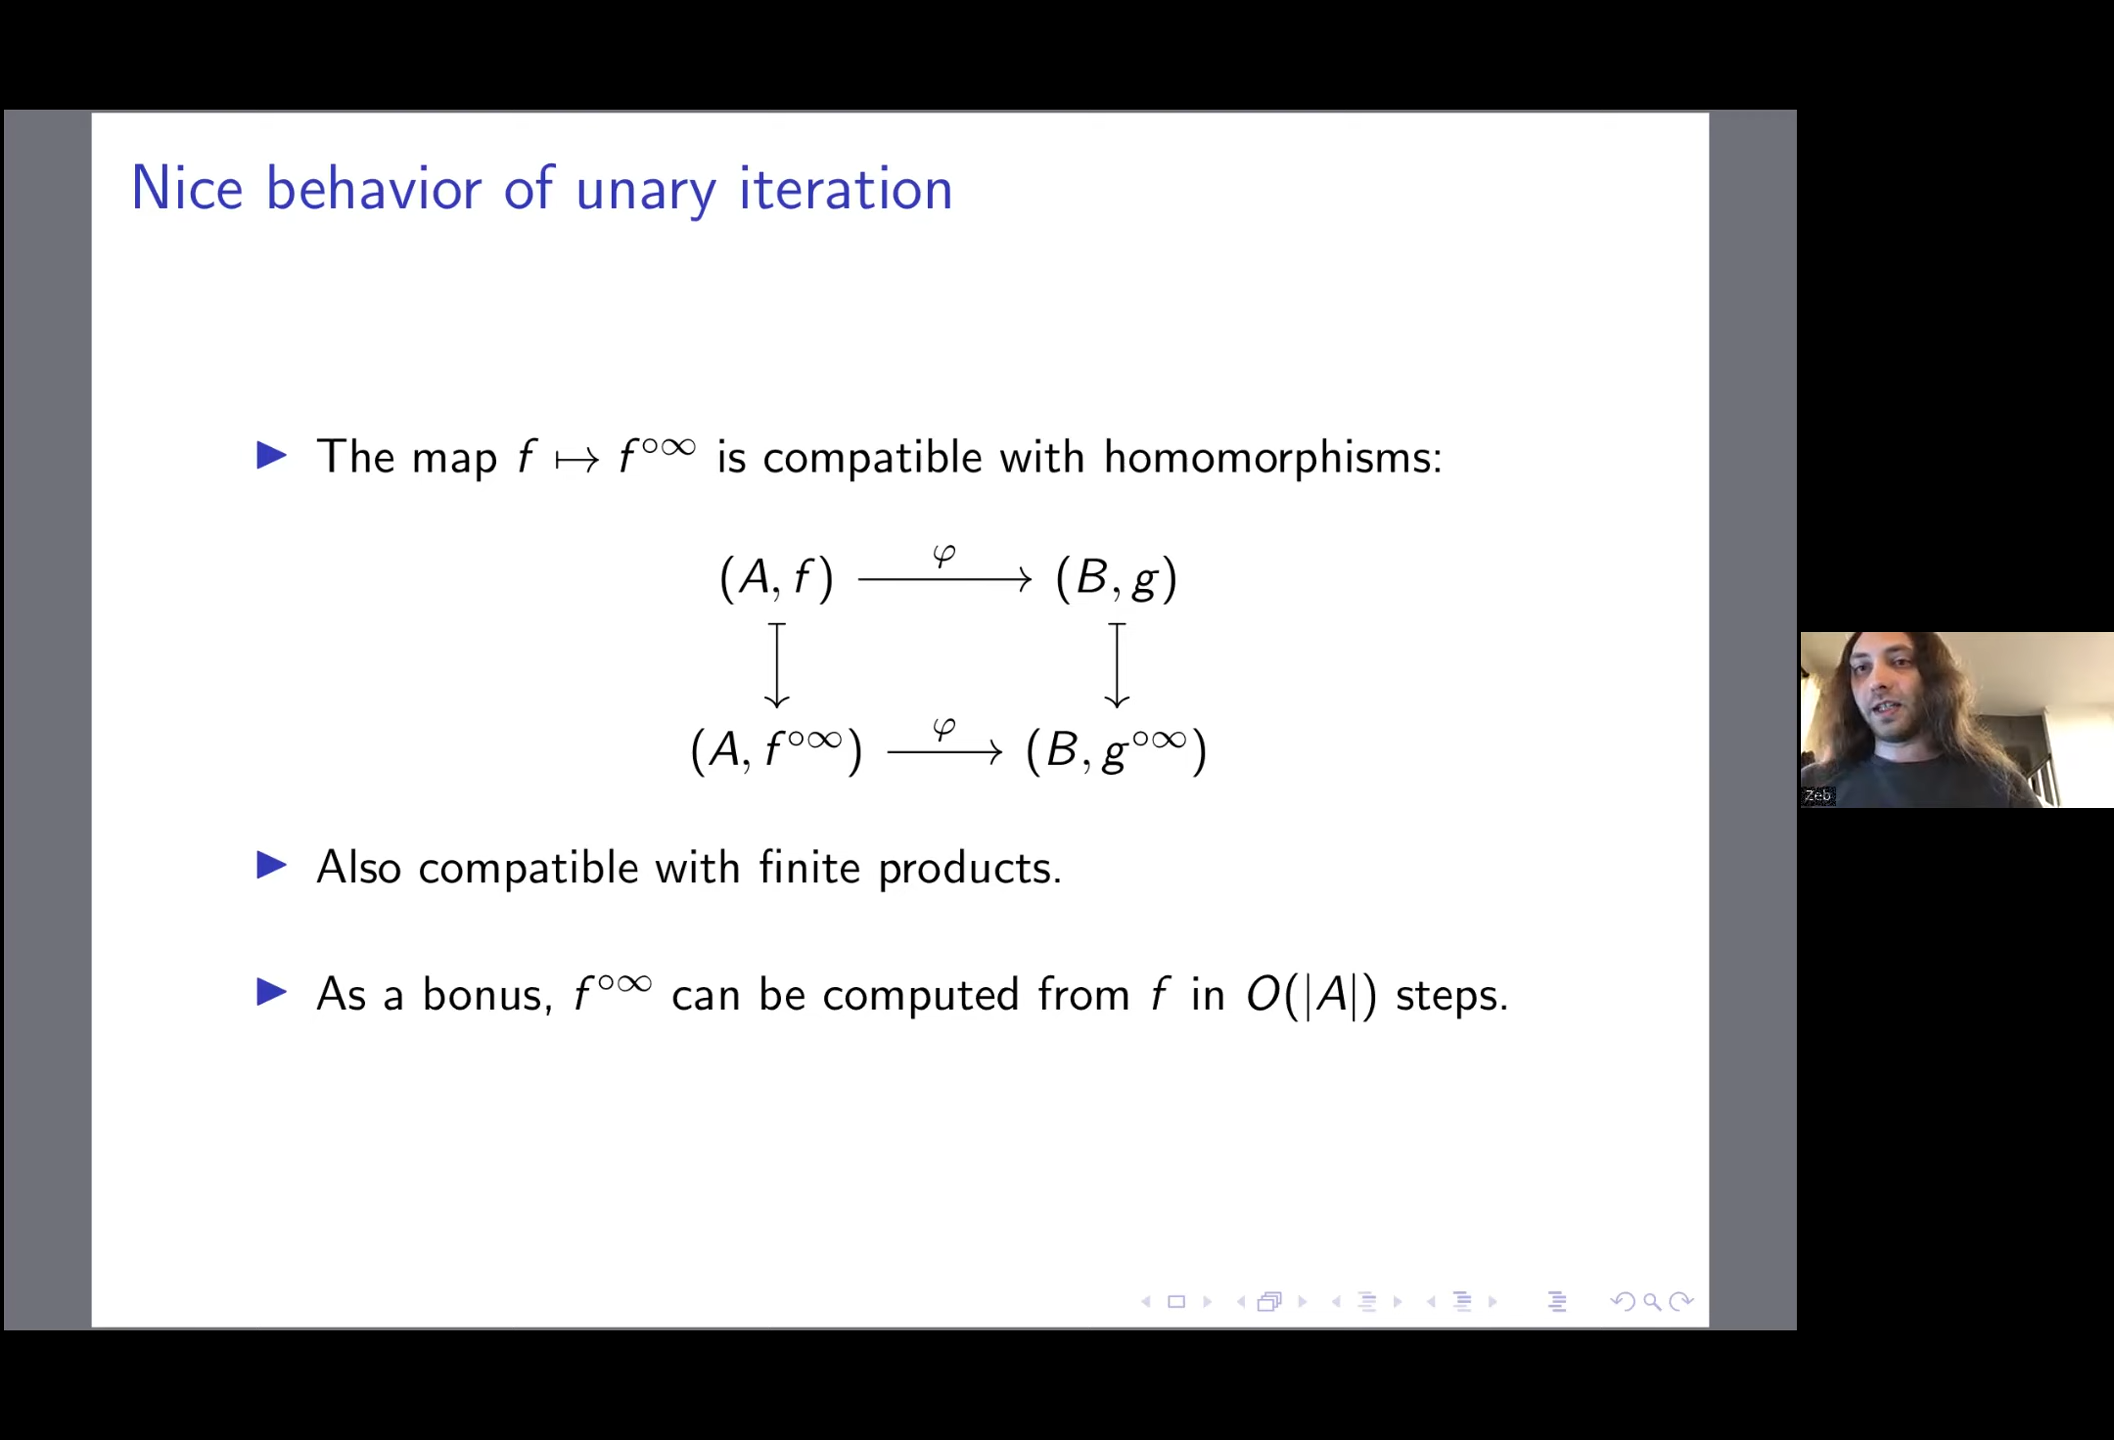 Nice behavior of unary iteration
▶ The map f ↦ f^∘∞ is compatible with homomorphisms:
(A, f) —φ→ (B, g)
(A, f^∘∞) —φ→ (B, g^∘∞)
▶ Also compatible with finite products.
▶ As a bonus, f^∘∞ can be computed from f in O(|A|) steps.
Zeb